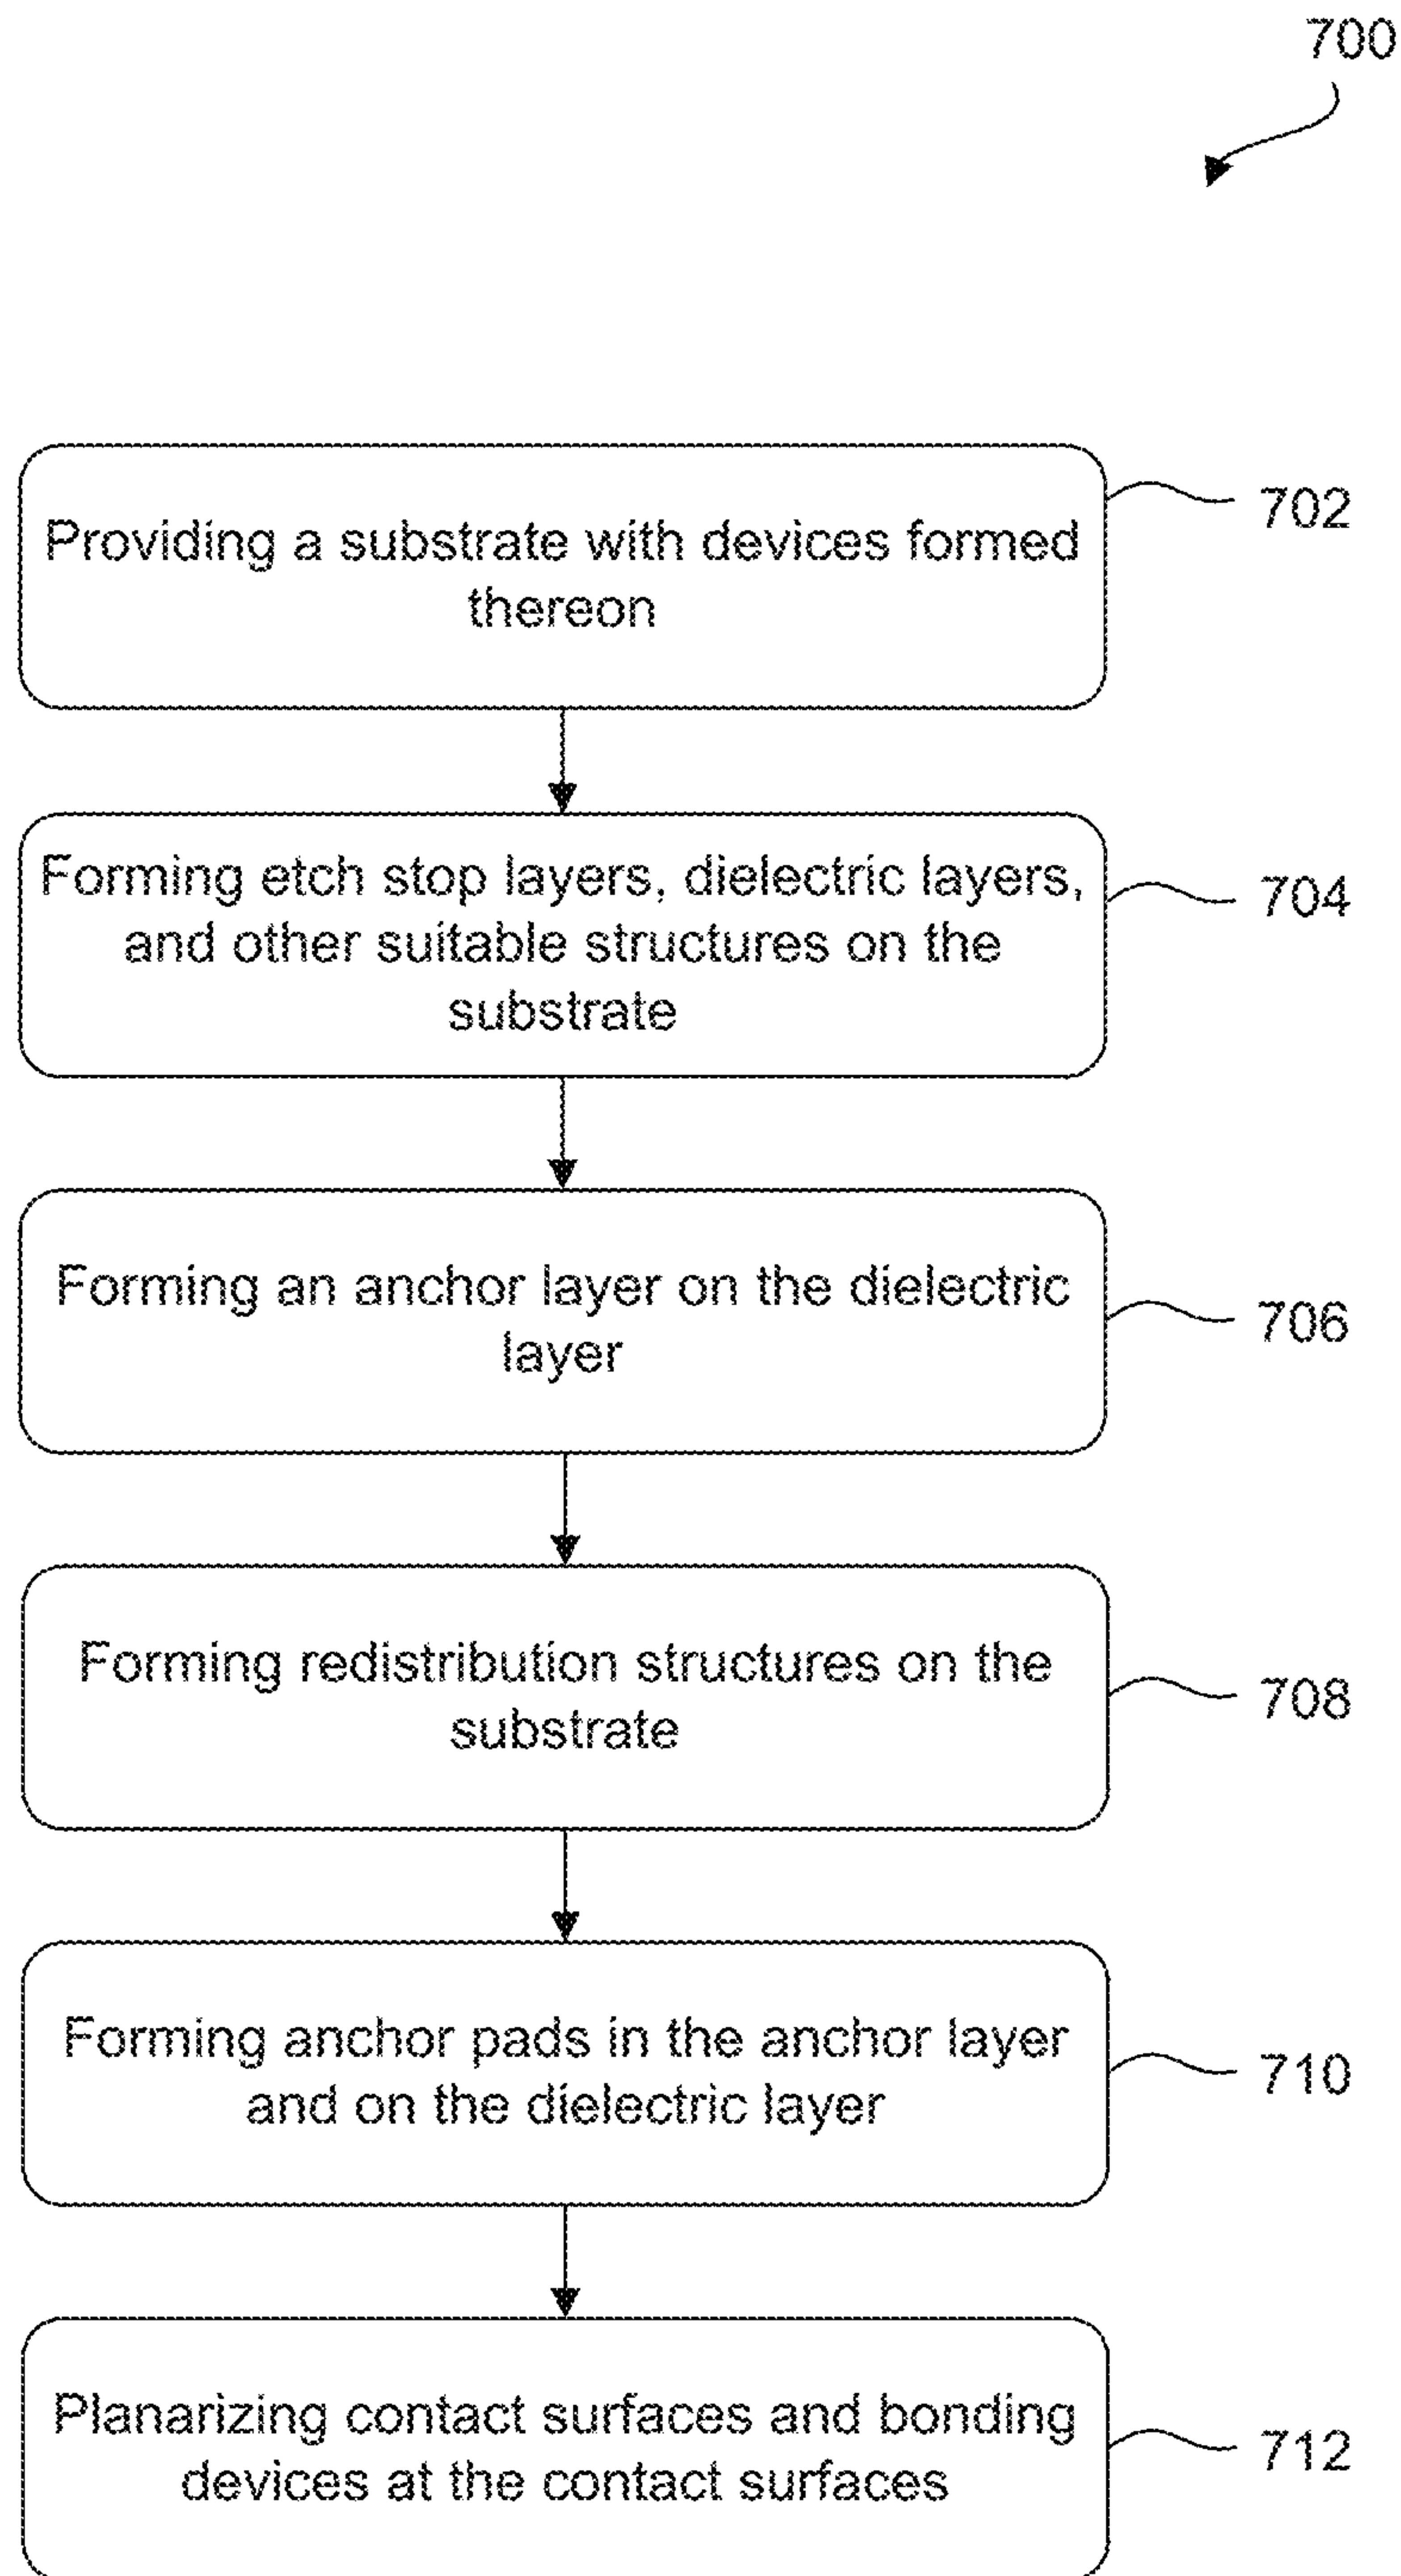 700
Providing a substrate with devices formed
thereon
702
Forming etch stop layers, dielectric layers,
and other suitable structures on the
substrate
704
Forming an anchor layer on the dielectric
layer
706
Forming redistribution structures on the
substrate
708
Forming anchor pads in the anchor layer
and on the dielectric layer
710
Planarizing contact surfaces and bonding
devices at the contact surfaces
712